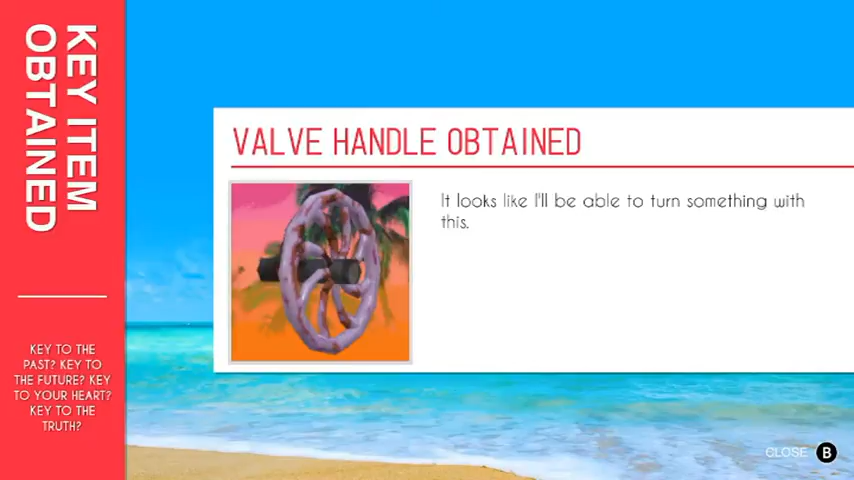 KEY ITEM
OBTAINED
KEY TO THE
PAST? KEY TO
THE FUTURE? KEY
TO YOUR HEART?
KEY TO THE
TRUTH?
VALVE HANDLE OBTAINED
It looks like I'll be able to turn something with
this.
CLOSE B